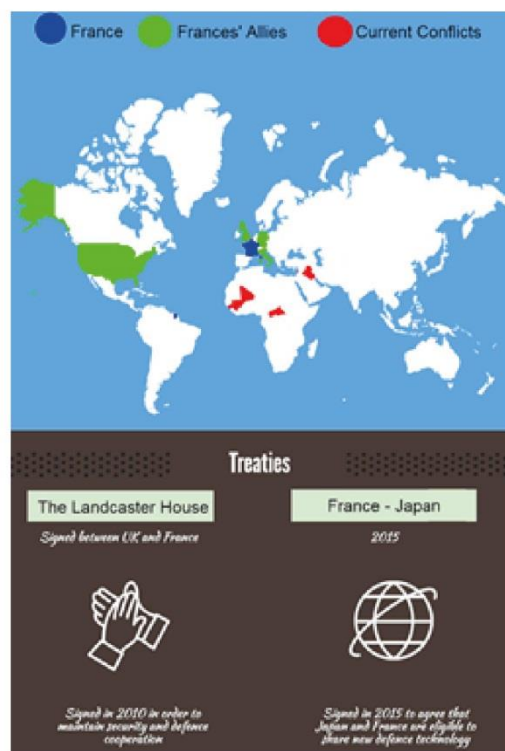 France Frances' Allies Current Conflicts
Treaties
The Landcaster House
Signed between UK and France
Signed in 2010 in order to
maintain security and defence
cooperation
France - Japan
2015
Signed in 2015 to agree that
Japan and France are eligible to
share new defence technology